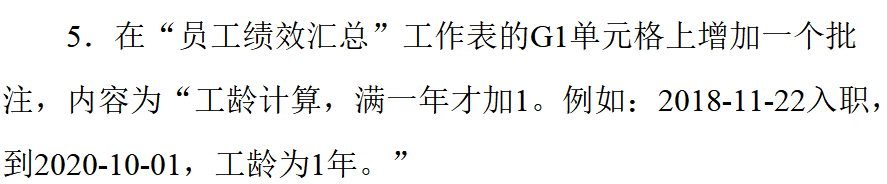 5．在“员工绩效汇总”工作表的G1单元格上增加一个批
注，内容为“工龄计算，满一年才加1。例如：2018-11-22入职，
到2020-10-01，工龄为1年。”